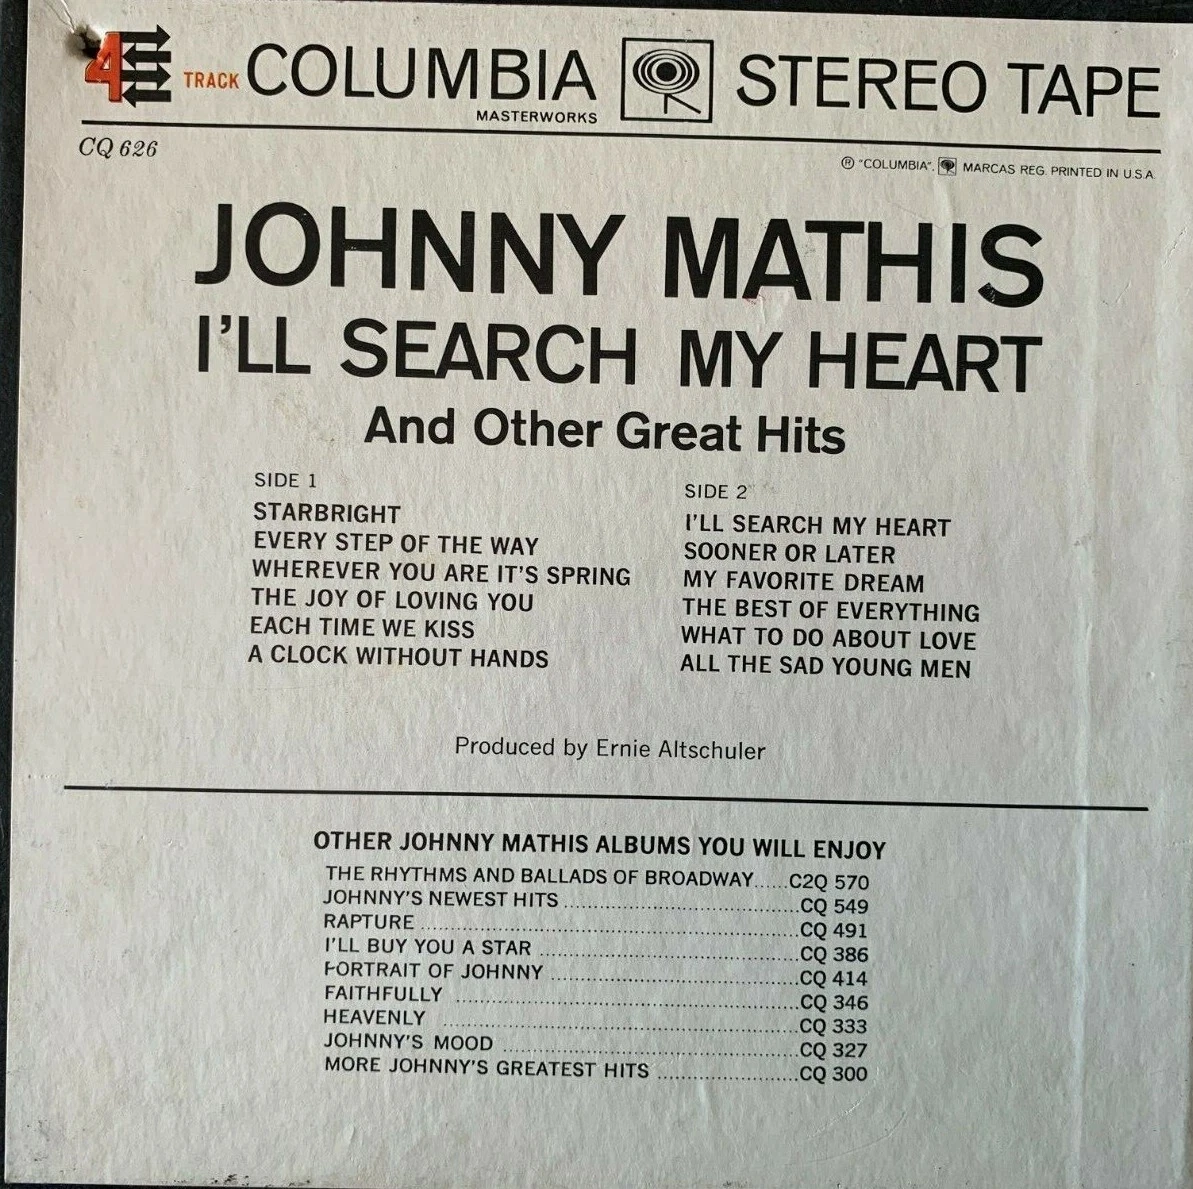 4 TRACK COLUMBIA STEREO TAPE
MASTERWORKS
CQ 626
® "COLUMBIA", MARCAS REG. PRINTED IN U.S.A.
JOHNNY MATHIS
I'LL SEARCH MY HEART
And Other Great Hits
SIDE 1
STARBRIGHT
EVERY STEP OF THE WAY
WHEREVER YOU ARE IT'S SPRING
THE JOY OF LOVING YOU
EACH TIME WE KISS
A CLOCK WITHOUT HANDS
SIDE 2
I'LL SEARCH MY HEART
SOONER OR LATER
MY FAVORITE DREAM
THE BEST OF EVERYTHING
WHAT TO DO ABOUT LOVE
ALL THE SAD YOUNG MEN
Produced by Ernie Altschuler
OTHER JOHNNY MATHIS ALBUMS YOU WILL ENJOY
THE RHYTHMS AND BALLADS OF BROADWAY......C2Q 570
JOHNNY'S NEWEST HITS ........................CQ 549
RAPTURE ........................CQ 491
I'LL BUY YOU A STAR ........................CQ 386
PORTRAIT OF JOHNNY ........................CQ 414
FAITHFULLY ........................CQ 346
HEAVENLY ........................CQ 333
JOHNNY'S MOOD ........................CQ 327
MORE JOHNNY'S GREATEST HITS ..............CQ 300